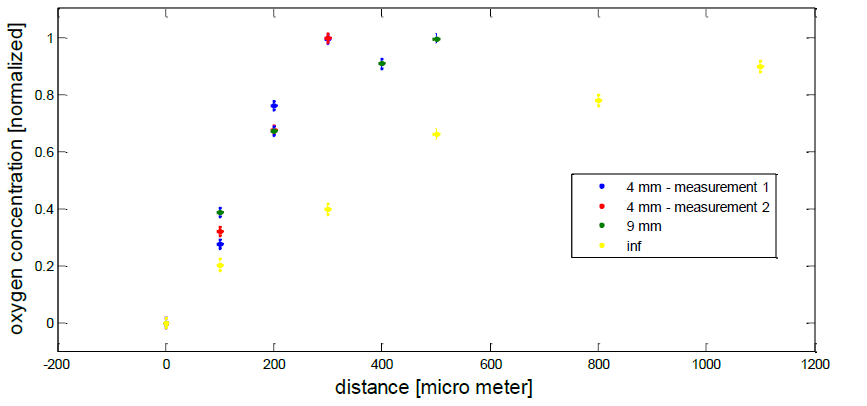 oxygen concentration [normalized]
1
0.8
0.6
0.4
0.2
0
-200
0
200
400
600
800
1000
1200
distance [micro meter]
4 mm - measurement 1
4 mm - measurement 2
9 mm
inf